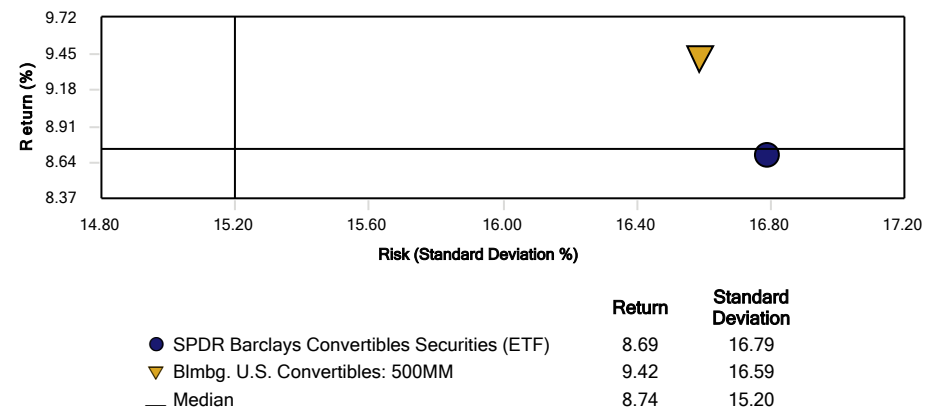 9.72
9.45
9.18
8.91
8.64
8.37
Return (%)
14.80 15.20 15.60 16.00 16.40 16.80 17.20
Risk (Standard Deviation %)
Return Standard Deviation
SPDR Barclays Convertibles Securities (ETF) 8.69 16.79
Blmbg. U.S. Convertibles: 500MM 9.42 16.59
Median 8.74 15.20